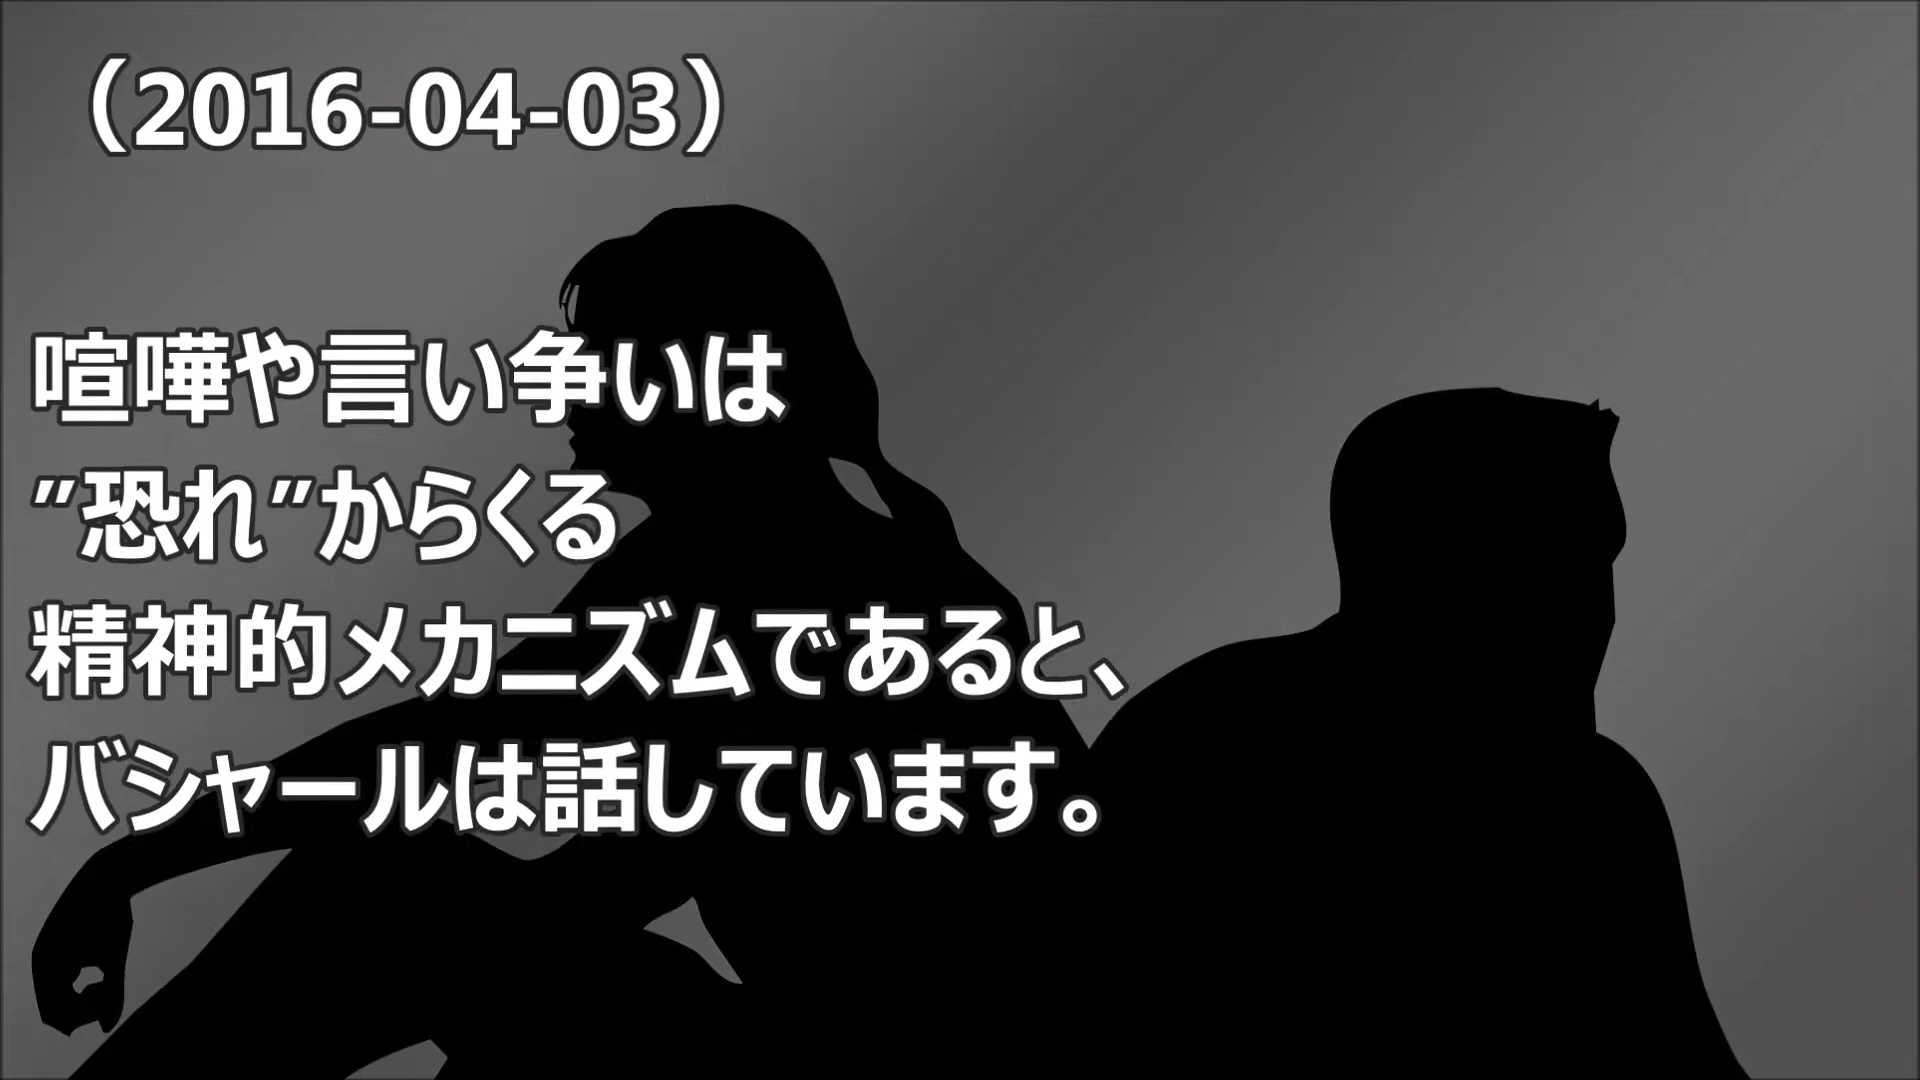 （2016-04-03）
喧嘩や言い争いは
”恐れ”からくる
精神的メカニズムであると、
バシャールは話しています。